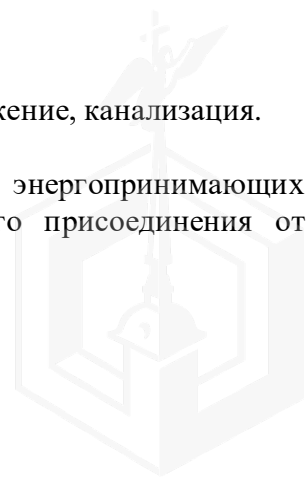 жение, канализация.
энергопринимающих
го присоединения от